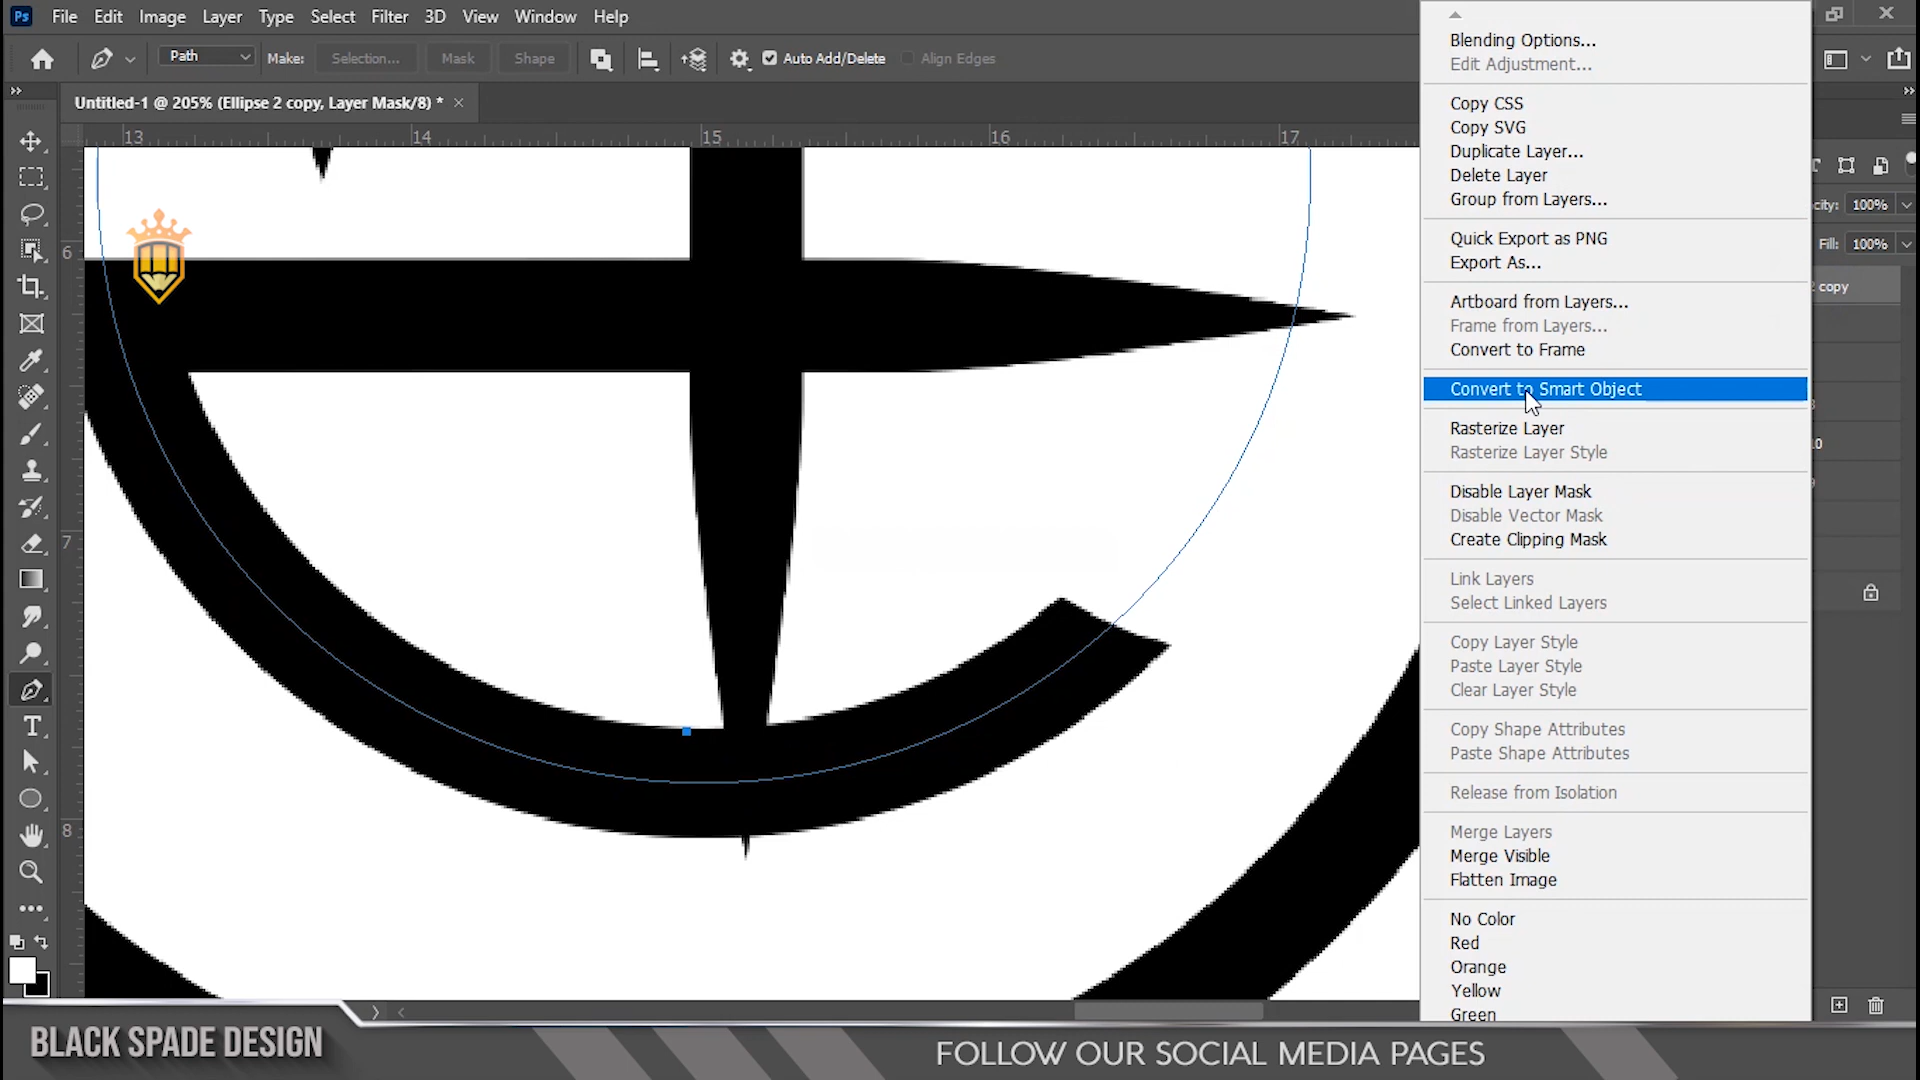 Ps File Edit Image Layer Type Select Filter 3D View Window Help
Path Make: Selection... Mask Shape Auto Add/Delete Align Edges
Untitled-1 @ 205% (Ellipse 2 copy, Layer Mask/8) * ×
13 14 15 16 17
6
7
8
T
Blending Options...
Edit Adjustment...
Copy CSS
Copy SVG
Duplicate Layer...
Delete Layer
Group from Layers...
Quick Export as PNG
Export As...
Artboard from Layers...
Frame from Layers...
Convert to Frame
Convert to Smart Object
Rasterize Layer
Rasterize Layer Style
Disable Layer Mask
Disable Vector Mask
Create Clipping Mask
Link Layers
Select Linked Layers
Copy Layer Style
Paste Layer Style
Clear Layer Style
Copy Shape Attributes
Paste Shape Attributes
Release from Isolation
Merge Layers
Merge Visible
Flatten Image
No Color
Red
Orange
Yellow
Green
100%
Fill: 100%
copy
BLACK SPADE DESIGN
FOLLOW OUR SOCIAL MEDIA PAGES